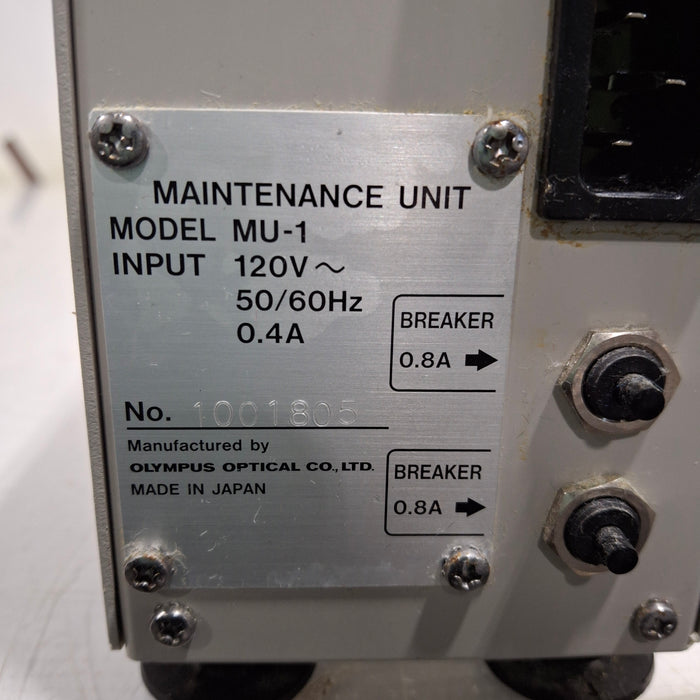 MAINTENANCE UNIT
MODEL MU-1
INPUT 120V ~
50/60Hz
0.4A
BREAKER
0.8A ➡
No. 1001805
Manufactured by
OLYMPUS OPTICAL CO., LTD.
MADE IN JAPAN
BREAKER
0.8A ➡